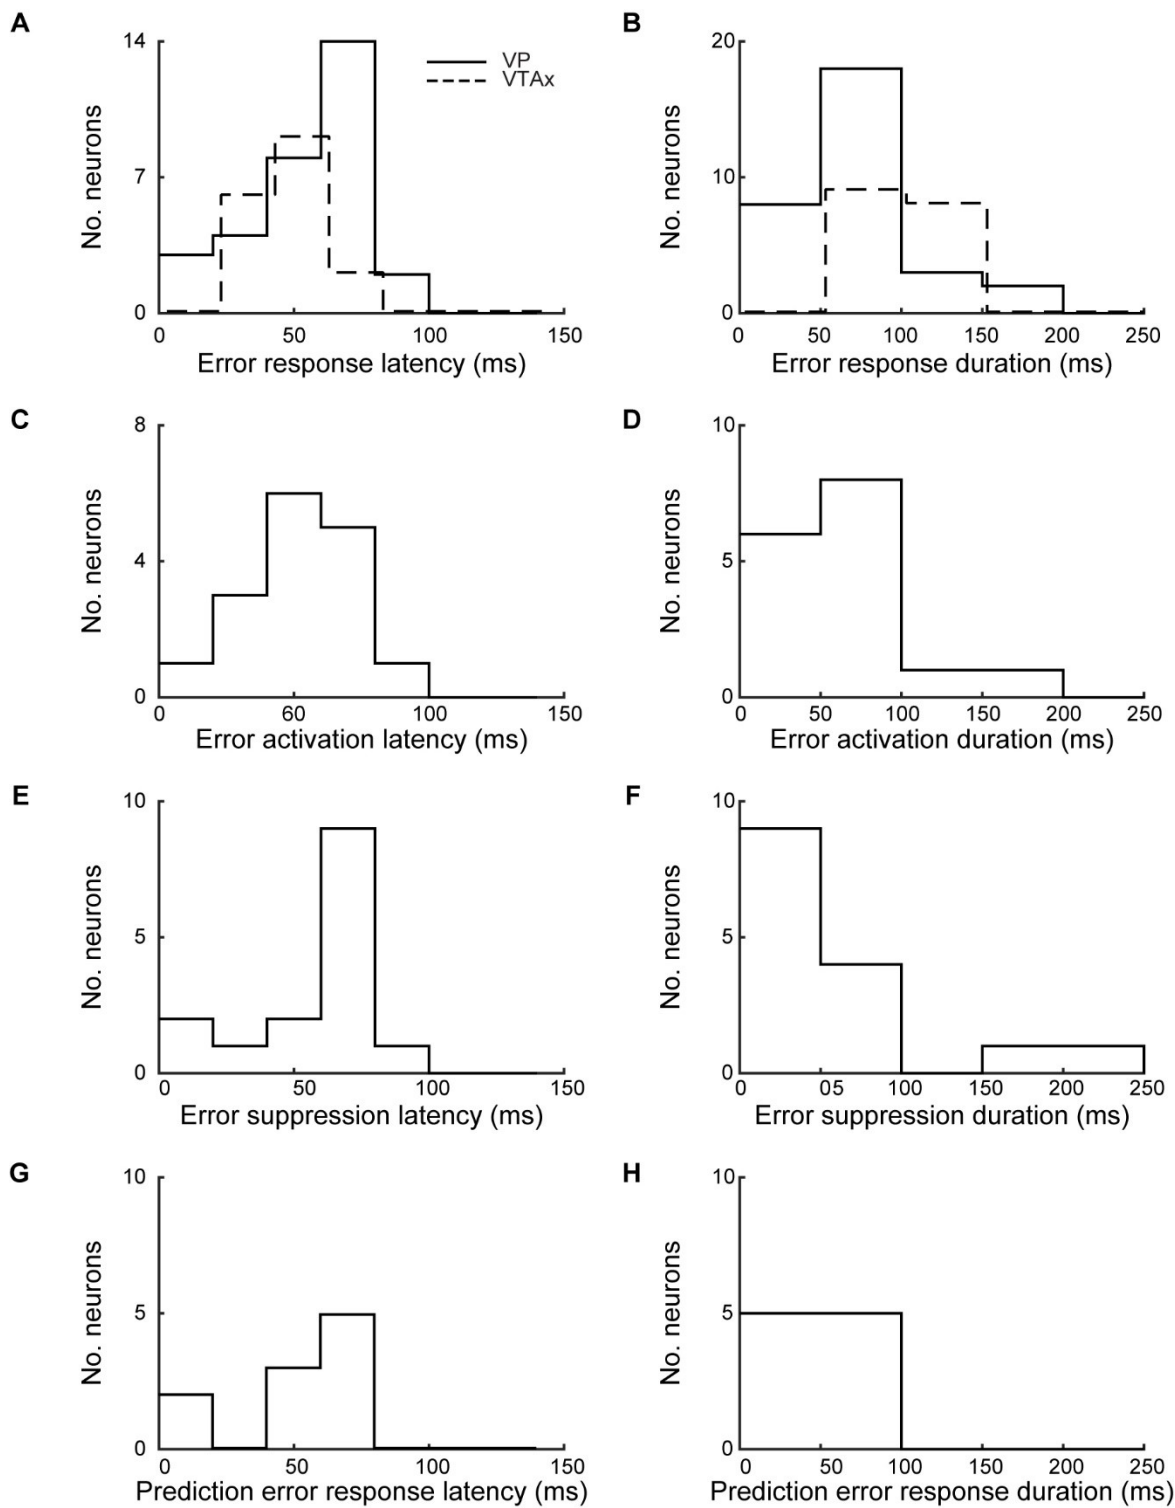 A
14
7
0
No. neurons
VP
VTAx
0 50 100 150
Error response latency (ms)
B
20
10
0
No. neurons
0 50 100 150 200 250
Error response duration (ms)
C
8
4
0
No. neurons
0 60 100 150
Error activation latency (ms)
D
10
5
0
No. neurons
0 50 100 150 200 250
Error activation duration (ms)
E
10
5
0
No. neurons
0 50 100 150
Error suppression latency (ms)
F
10
5
0
No. neurons
0 05 100 150 200 250
Error suppression duration (ms)
G
10
5
0
No. neurons
0 50 100 150
Prediction error response latency (ms)
H
10
5
0
No. neurons
0 50 100 150 200 250
Prediction error response duration (ms)